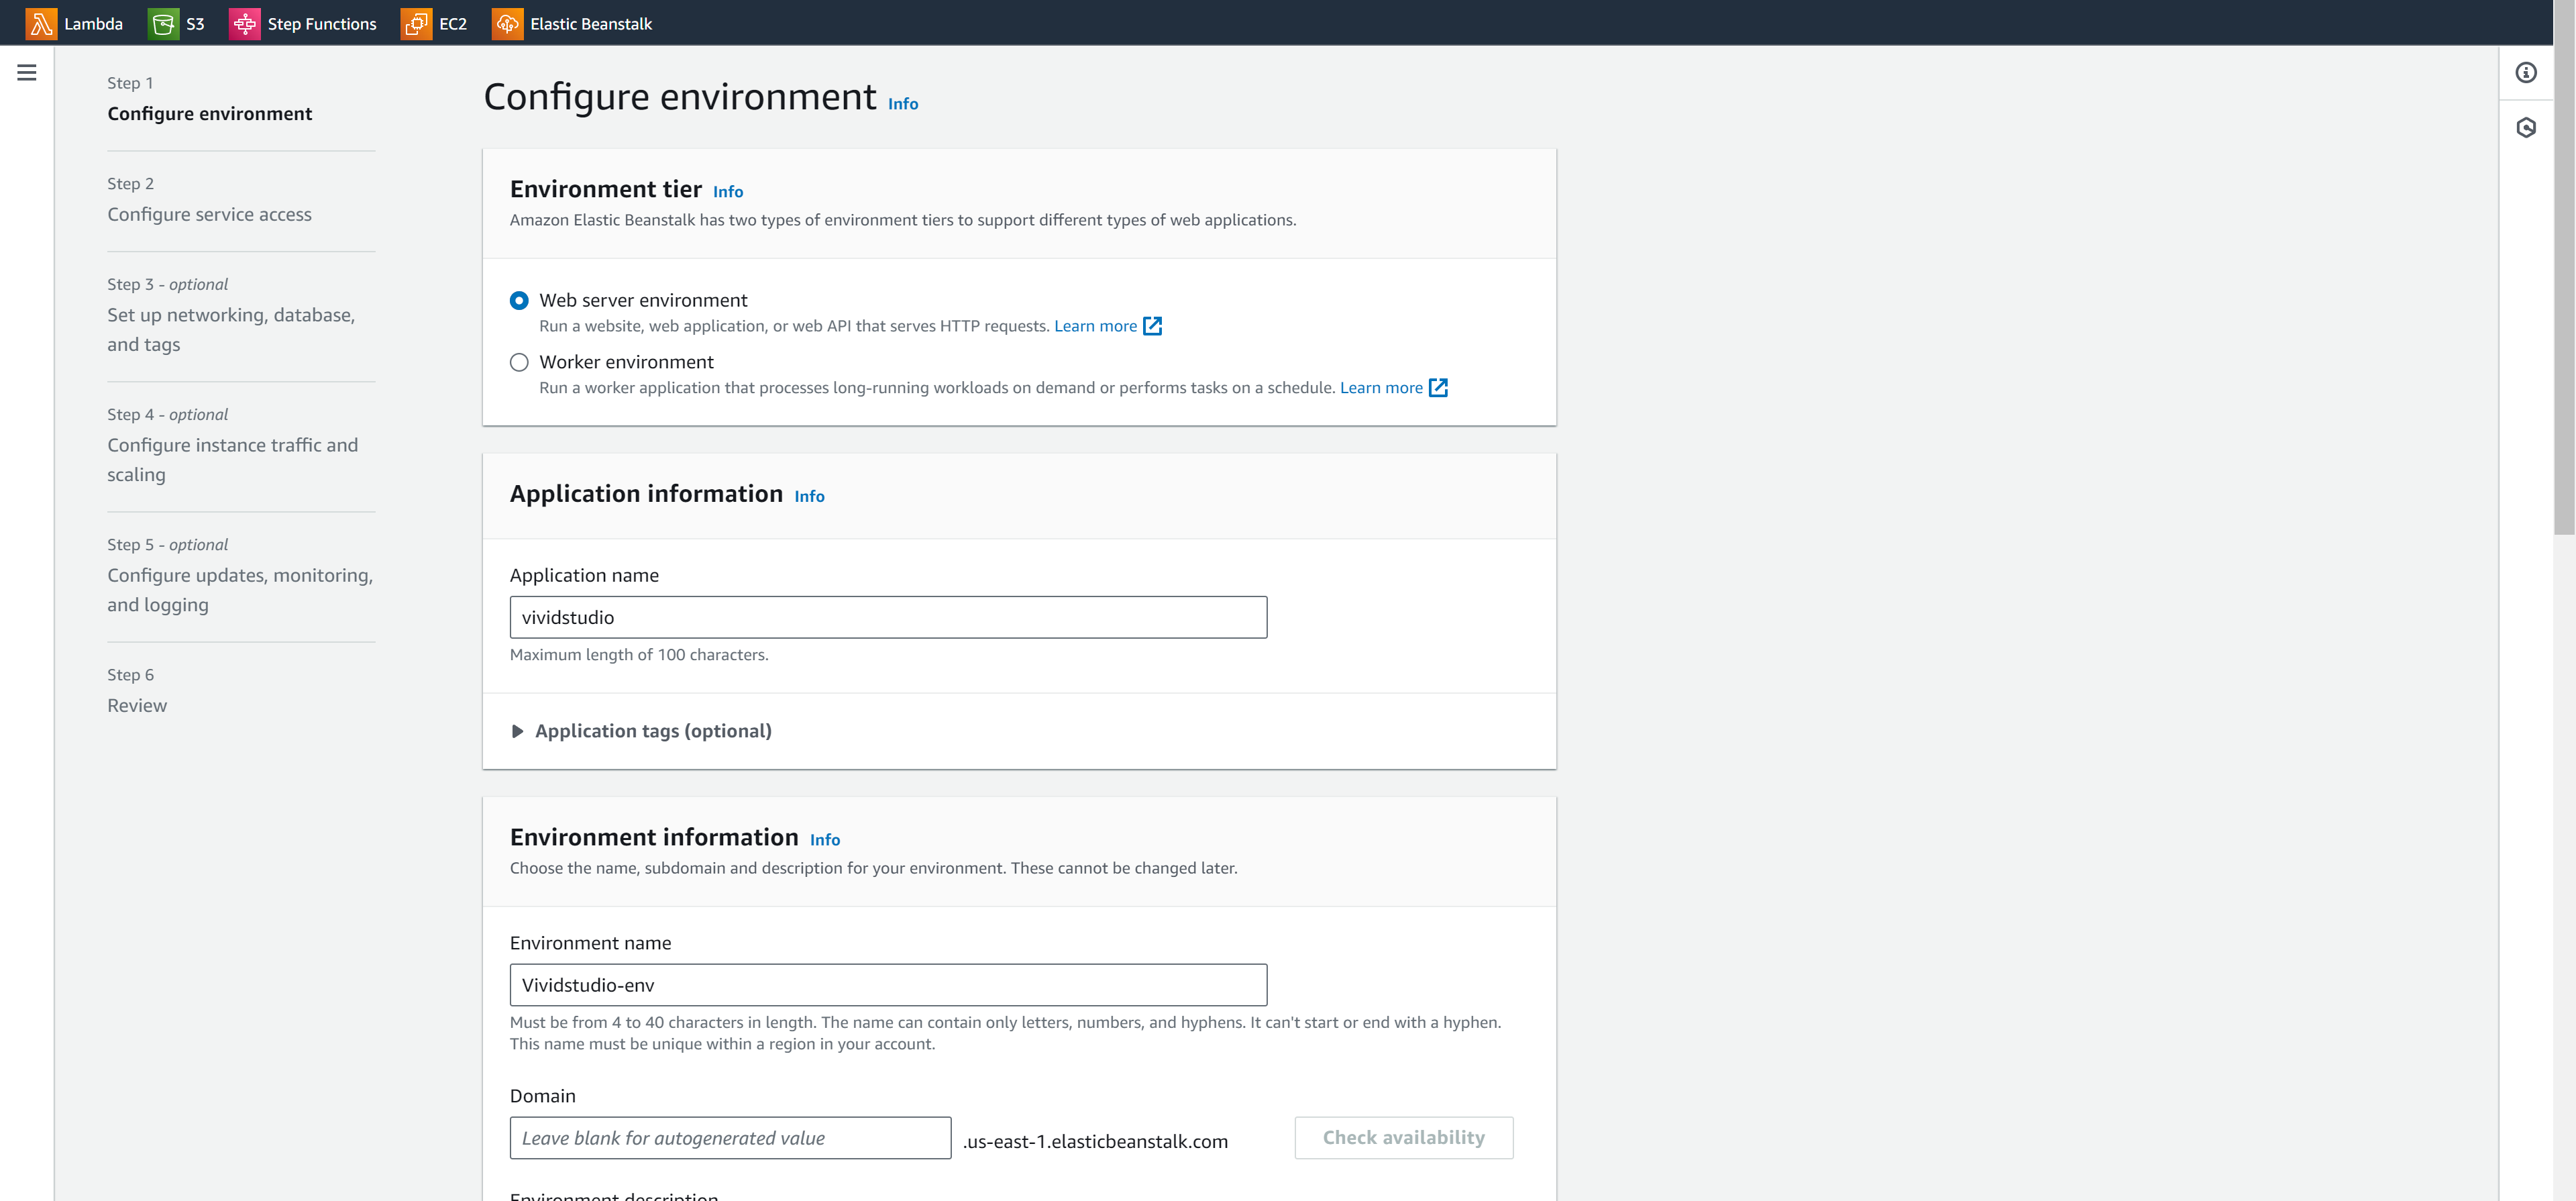 Lambda S3 Step Functions EC2 Elastic Beanstalk
Step 1
Configure environment
Step 2
Configure service access
Step 3 - optional
Set up networking, database,
and tags
Step 4 - optional
Configure instance traffic and
scaling
Step 5 - optional
Configure updates, monitoring,
and logging
Step 6
Review
Configure environment Info
Environment tier Info
Amazon Elastic Beanstalk has two types of environment tiers to support different types of web applications.
Web server environment
Run a website, web application, or web API that serves HTTP requests. Learn more
Worker environment
Run a worker application that processes long-running workloads on demand or performs tasks on a schedule. Learn more
Application information Info
Application name
vividstudio
Maximum length of 100 characters.
Application tags (optional)
Environment information Info
Choose the name, subdomain and description for your environment. These cannot be changed later.
Environment name
Vividstudio-env
Must be from 4 to 40 characters in length. The name can contain only letters, numbers, and hyphens. It can't start or end with a hyphen.
This name must be unique within a region in your account.
Domain
Leave blank for autogenerated value .us-east-1.elasticbeanstalk.com Check availability
Environment description